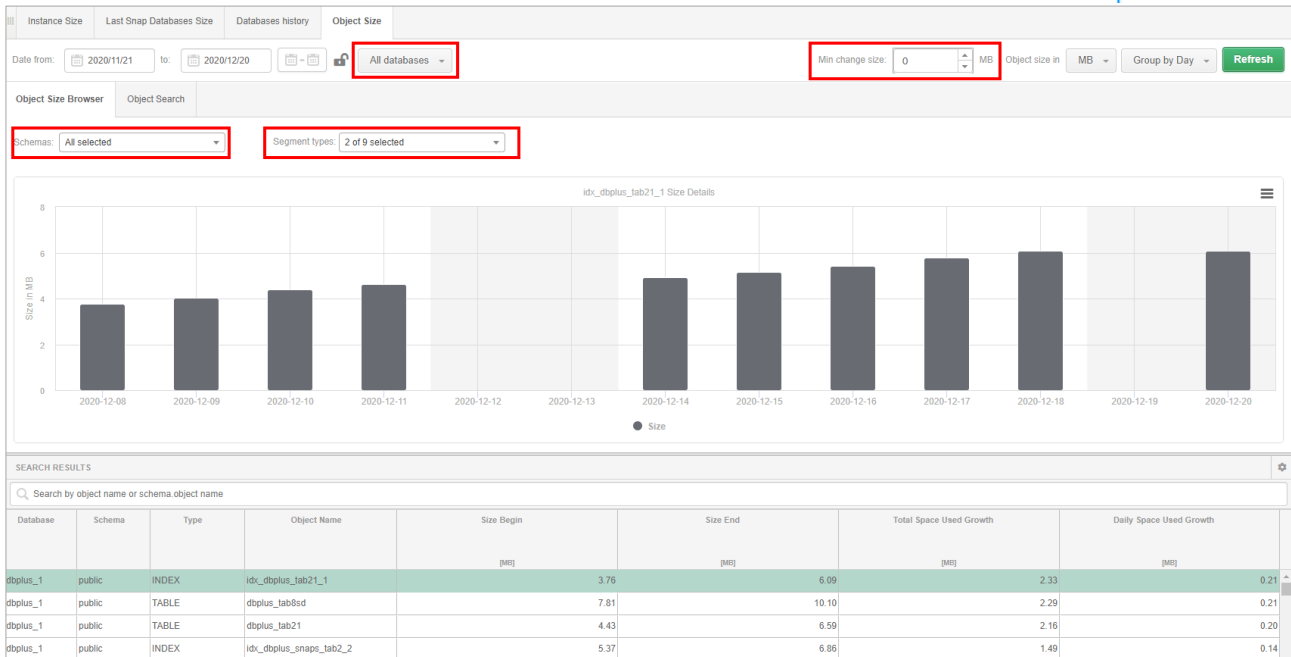 Instance Size Last Snap Databases Size Databases history Object Size
Date from: 2020/11/21 to: 2020/12/20 All databases Min change size: 0 MB Object size in MB Group by Day Refresh
Object Size Browser Object Search
Schemas: All selected Segment types: 2 of 9 selected
idx_dbplus_tab21_1 Size Details
8
6
4
2
0
Size in MB
2020-12-08 2020-12-09 2020-12-10 2020-12-11 2020-12-12 2020-12-13 2020-12-14 2020-12-15 2020-12-16 2020-12-17 2020-12-18 2020-12-19 2020-12-20
Size
SEARCH RESULTS
Search by object name or schema.object name
Database Schema Type Object Name Size Begin Size End Total Space Used Growth Daily Space Used Growth
[MB] [MB] [MB] [MB]
dbplus_1 public INDEX idx_dbplus_tab21_1 3.76 6.09 2.33 0.21
dbplus_1 public TABLE dbplus_tab8sd 7.81 10.10 2.29 0.21
dbplus_1 public TABLE dbplus_tab21 4.43 6.59 2.16 0.20
dbplus_1 public INDEX idx_dbplus_snaps_tab2_2 5.37 6.86 1.49 0.14